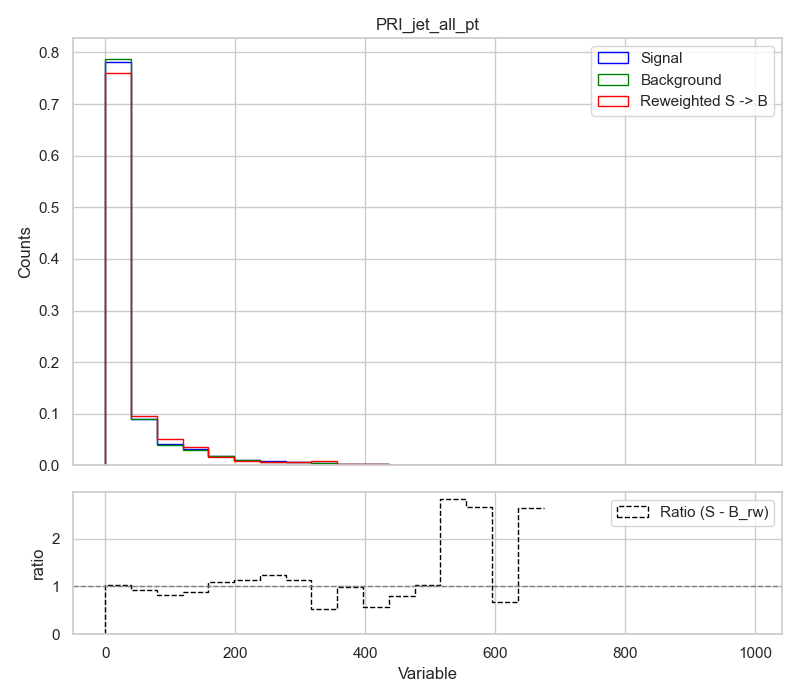 PRI_jet_all_pt
Signal
Background
Reweighted S -> B
Counts
0.8
0.7
0.6
0.5
0.4
0.3
0.2
0.1
0.0
Ratio (S - B_rw)
ratio
2
1
0
0
200
400
600
800
1000
Variable